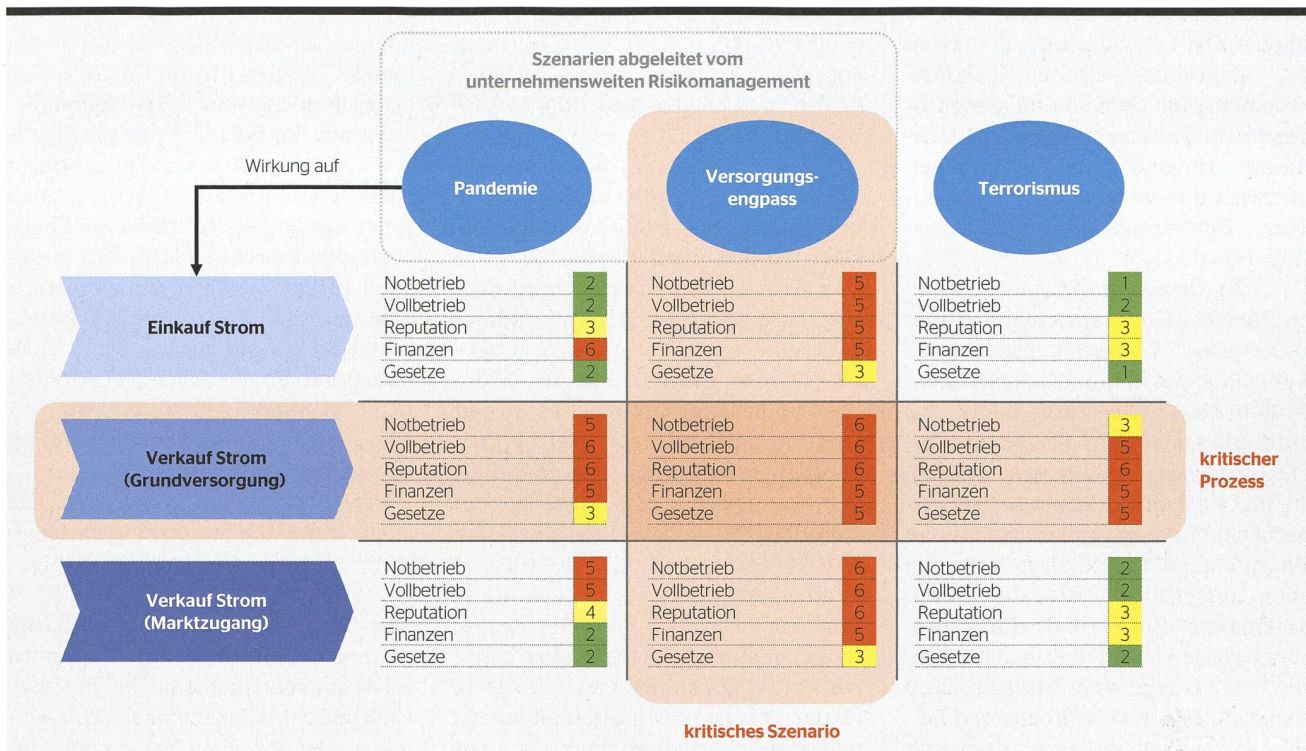 Szenarien abgeleitet vom
unternehmensweiten Risikomanagement
Wirkung auf
Pandemie
Versorgungs-
engpass
Terrorismus
Einkauf Strom
Notbetrieb 2
Vollbetrieb 2
Reputation 3
Finanzen 6
Gesetze 2
Notbetrieb 5
Vollbetrieb 5
Reputation 5
Finanzen 5
Gesetze 3
Notbetrieb 1
Vollbetrieb 2
Reputation 3
Finanzen 3
Gesetze 1
Verkauf Strom
(Grundversorgung)
Notbetrieb 5
Vollbetrieb 6
Reputation 6
Finanzen 5
Gesetze 3
Notbetrieb 6
Vollbetrieb 6
Reputation 6
Finanzen 5
Gesetze 5
Notbetrieb 3
Vollbetrieb 5
Reputation 6
Finanzen 5
Gesetze 5
kritischer
Prozess
Verkauf Strom
(Marktzugang)
Notbetrieb 5
Vollbetrieb 5
Reputation 4
Finanzen 2
Gesetze 2
Notbetrieb 6
Vollbetrieb 6
Reputation 6
Finanzen 5
Gesetze 3
Notbetrieb 2
Vollbetrieb 2
Reputation 3
Finanzen 3
Gesetze 2
kritisches Szenario